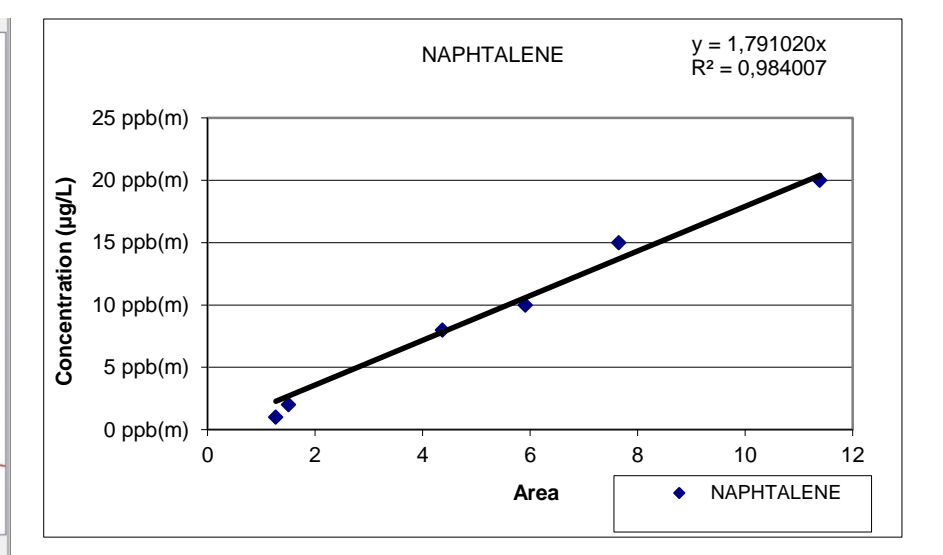 NAPHTALENE
y = 1,791020x
R² = 0,984007
25 ppb(m)
20 ppb(m)
15 ppb(m)
10 ppb(m)
5 ppb(m)
0 ppb(m)
Concentration (µg/L)
0 2 4 6 8 10 12
Area
NAPHTALENE